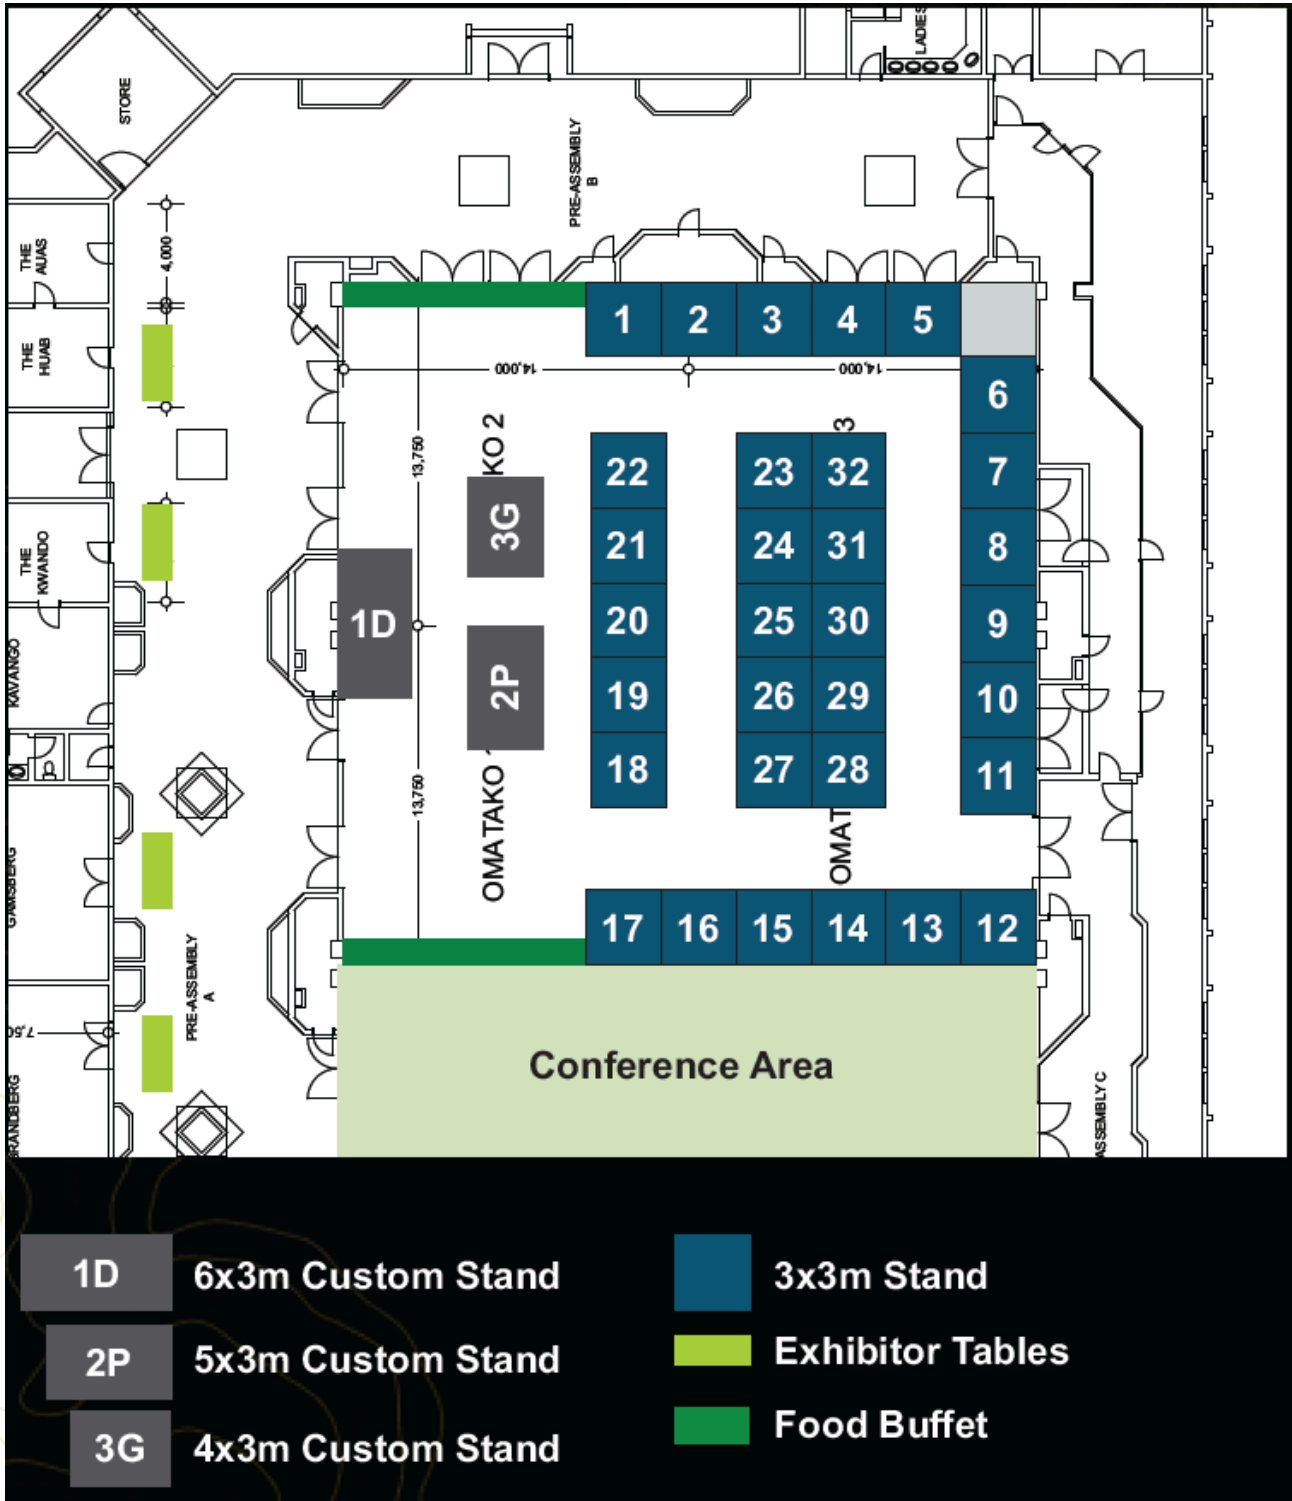 LADIES
STORE
PRE-ASSEMBLY
B
THE
AUAS
4,000
THE
HUAB
1 2 3 4 5
14,000 14,000
6
KO 2
3
13,750
22 23 32 7
3G
21 24 31 8
THE
KWANDO
1D
20 25 30 9
KAVANGO
2P
19 26 29 10
18 27 28 11
13,750
OMATAKO 1
OMAT
GAMSBERG
17 16 15 14 13 12
PRE-ASSEMBLY
A
7,50
Conference Area
RANDBERG
ASSEMBLY C
1D 6x3m Custom Stand
2P 5x3m Custom Stand
3G 4x3m Custom Stand
3x3m Stand
Exhibitor Tables
Food Buffet